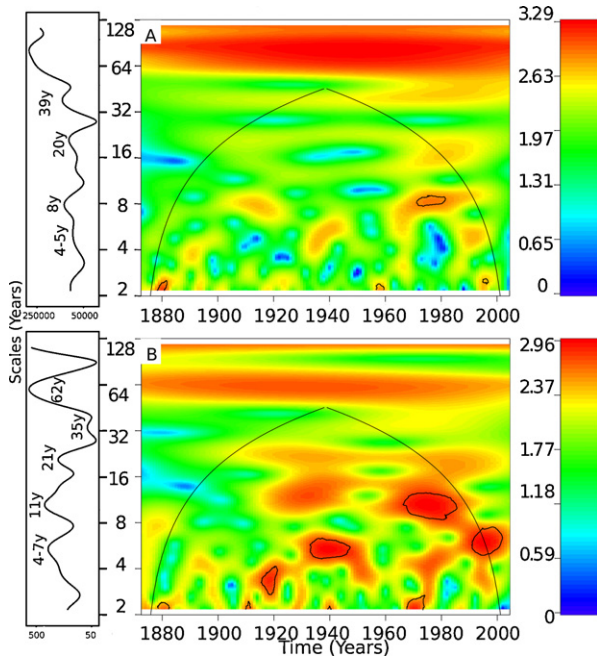 A
128
64
32
16
8
4
2
39y
20y
8y
4-5y
250000 50000
1880 1900 1920 1940 1960 1980 2000
3.29
2.63
1.97
1.31
0.65
0
Scales (Years)
B
128
64
32
16
8
4
2
62y
35y
21y
11y
4-7y
500 50
1880 1900 1920 1940 1960 1980 2000
Time (Years)
2.96
2.37
1.77
1.18
0.59
0